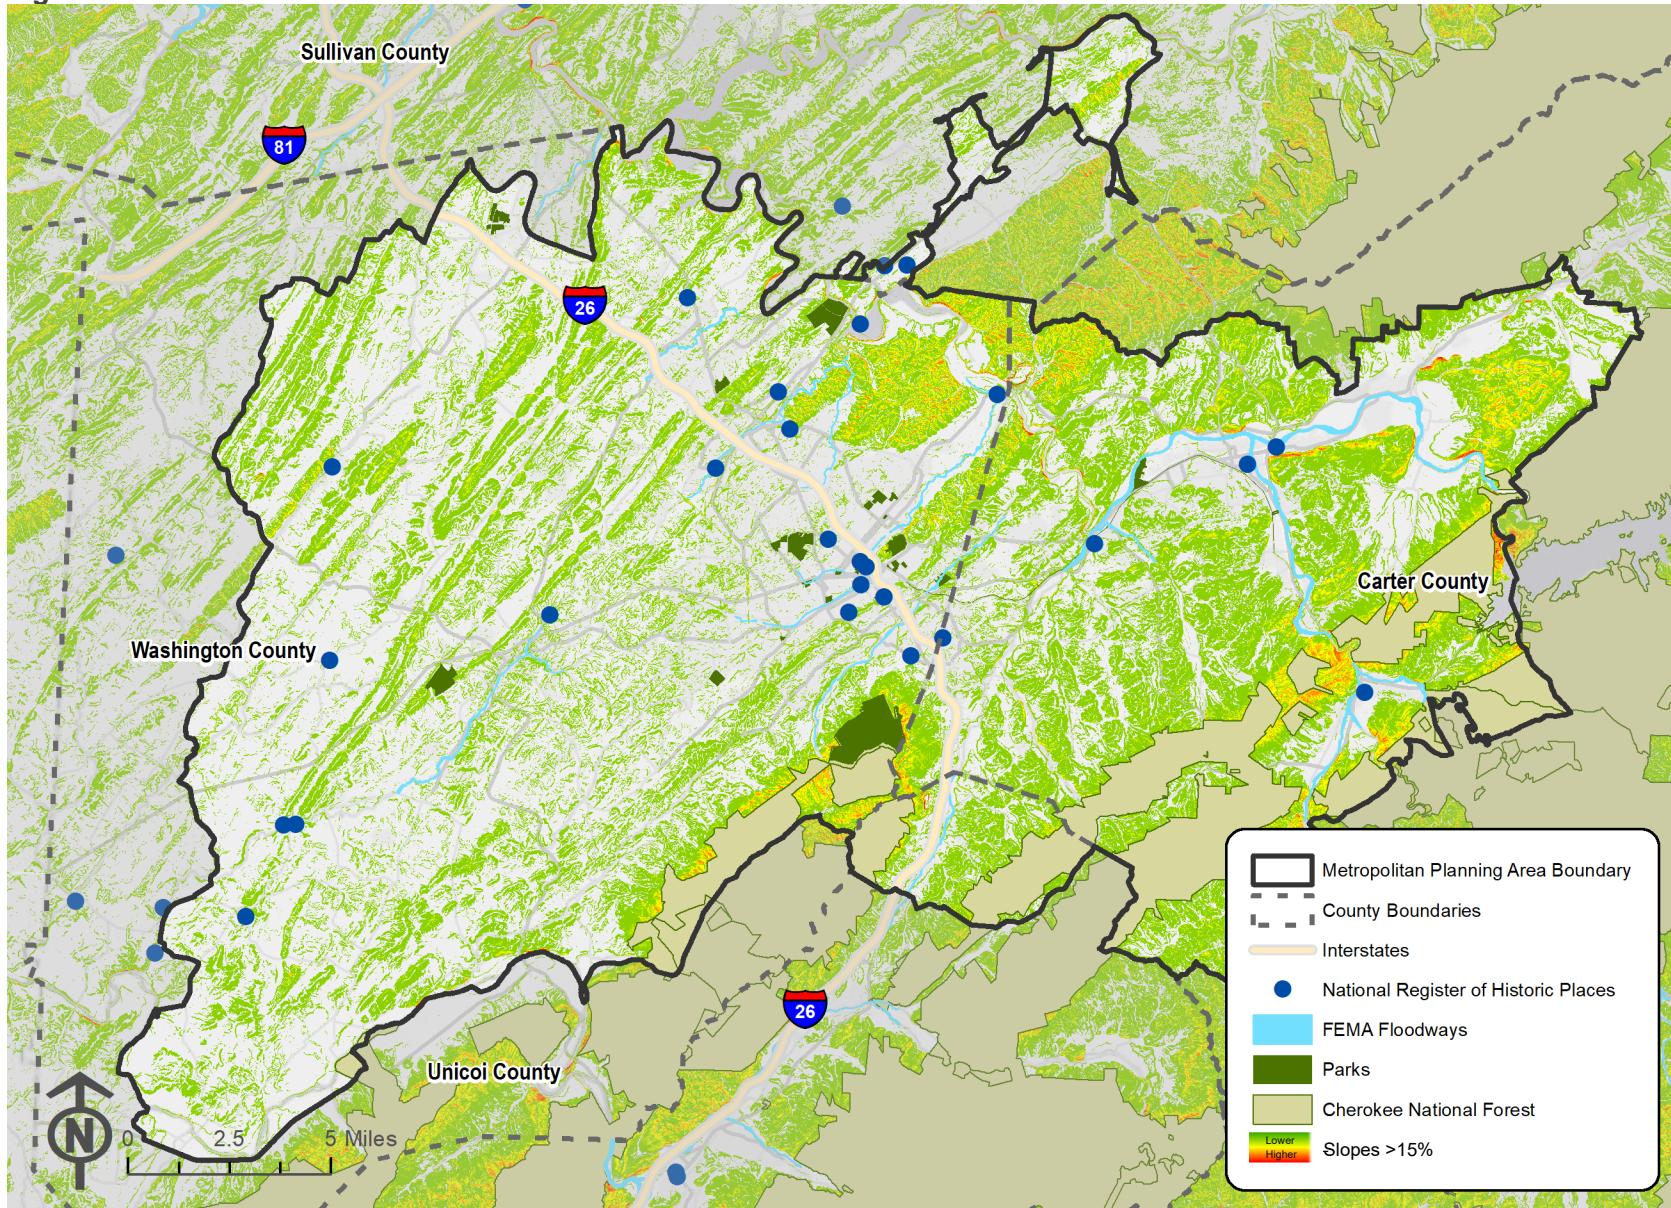 Sullivan County
81
26
Carter County
Washington County
26
Unicoi County
N
0 2.5 5 Miles
Metropolitan Planning Area Boundary
County Boundaries
Interstates
National Register of Historic Places
FEMA Floodways
Parks
Cherokee National Forest
Lower
Higher
Slopes >15%